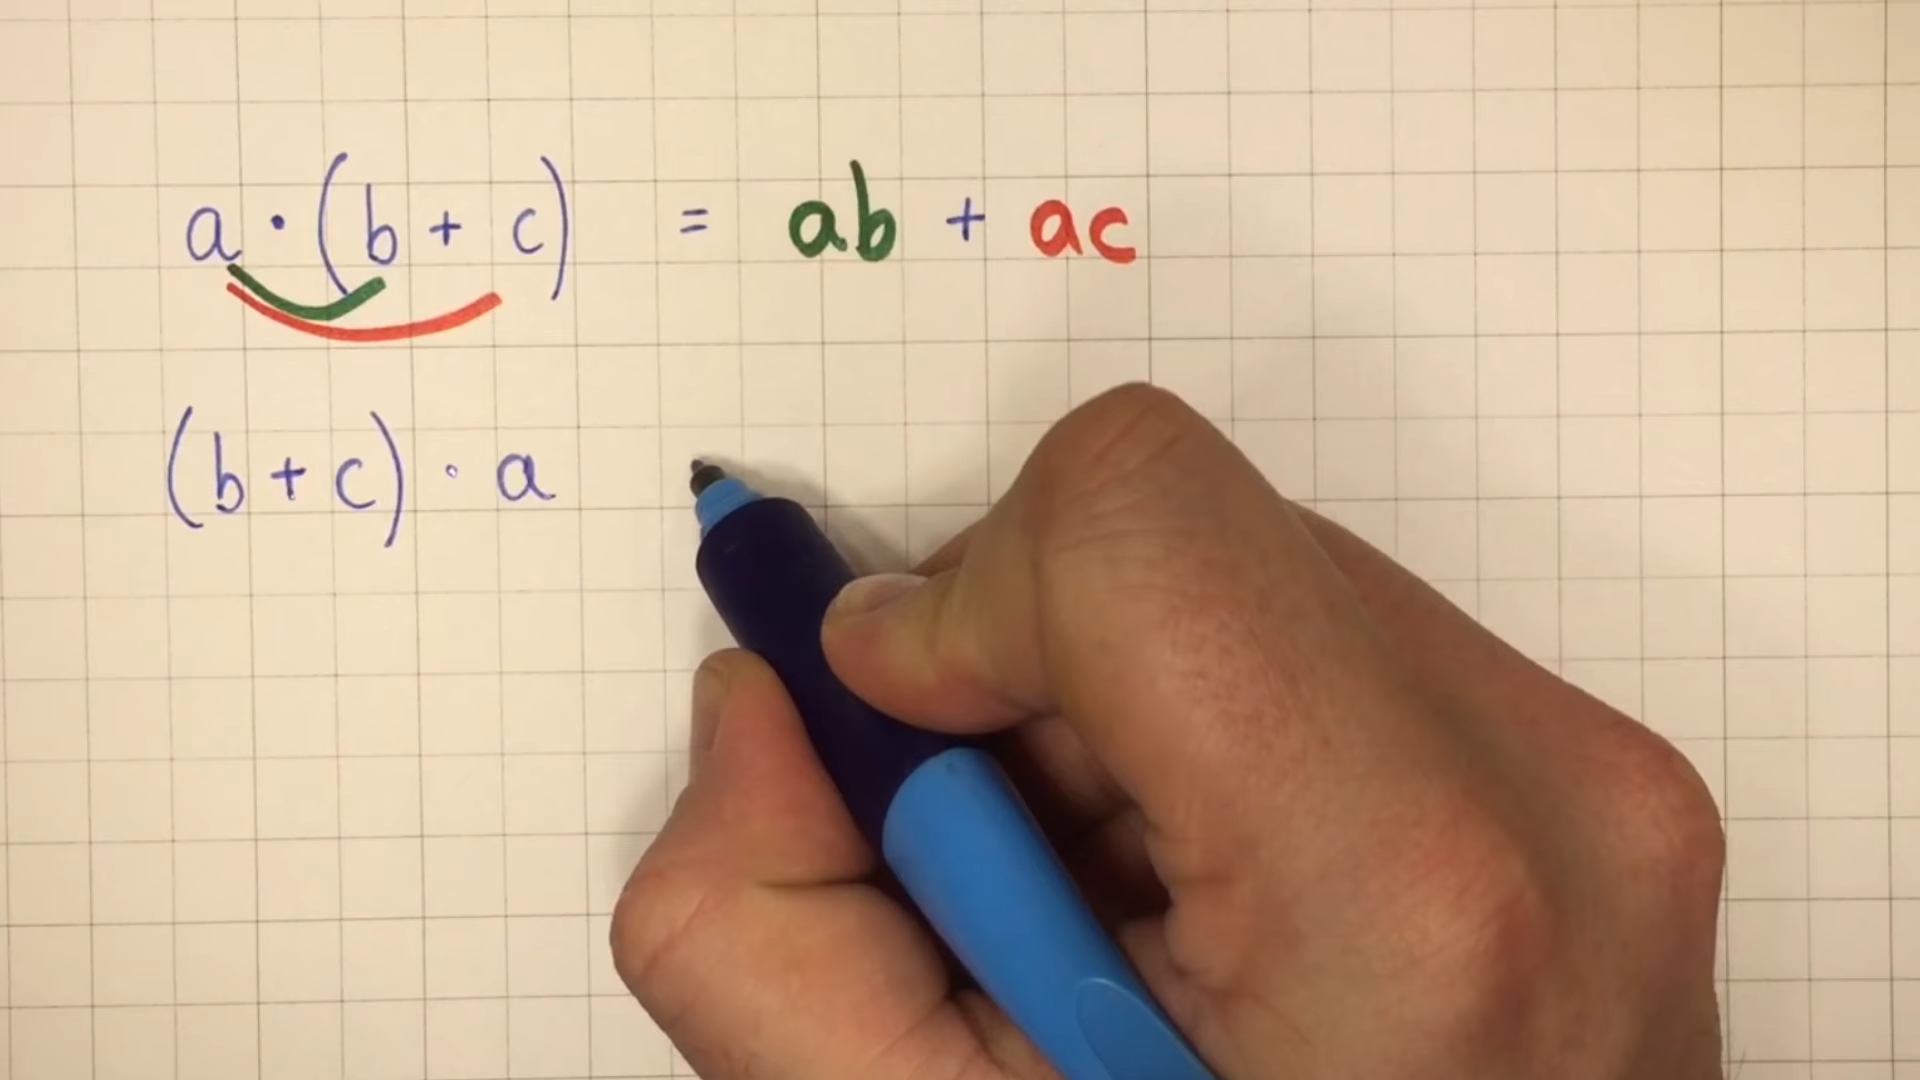 a · (b + c) = ab + ac
(b + c) · a